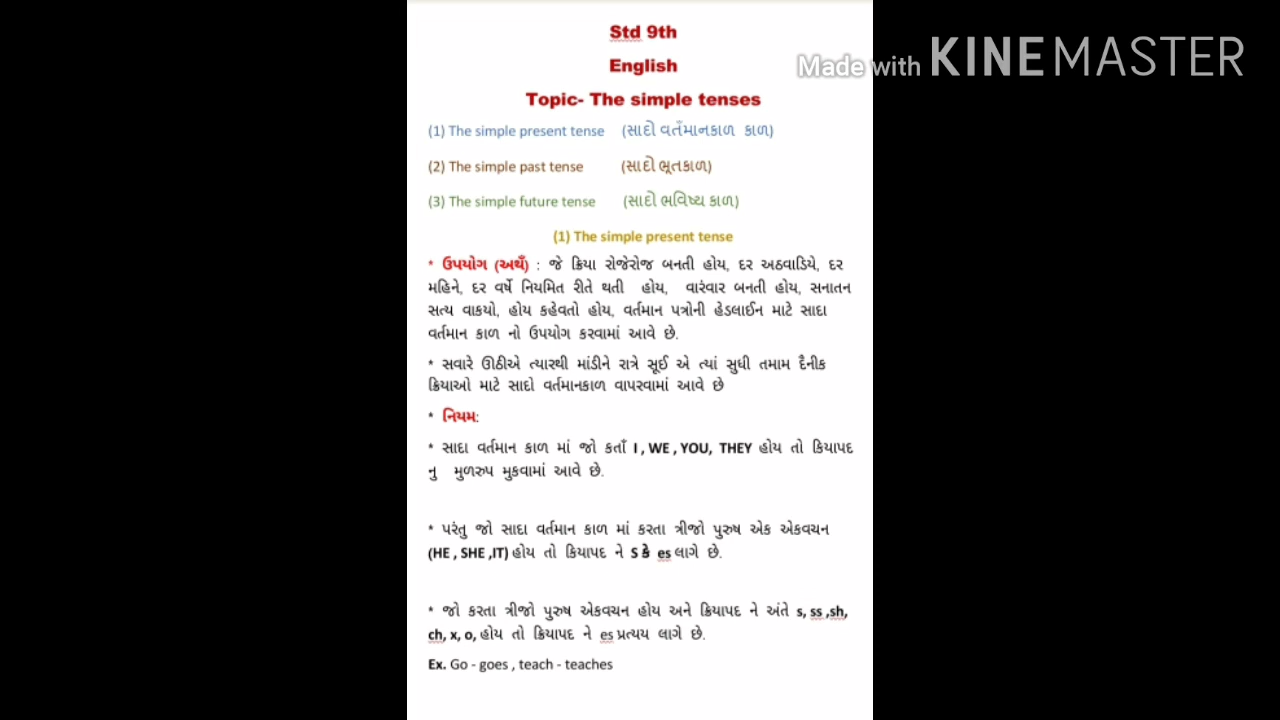 Std 9th
Made with KINEMASTER
English
Topic- The simple tenses
(1) The simple present tense (સાદો વર્તૅમાનકાળ કાળ)
(2) The simple past tense (સાદો ભૂતકાળ)
(3) The simple future tense (સાદો ભવિષ્ય કાળ)
(1) The simple present tense
* ઉપયોગ (અર્થૅ) : જે ક્રિયા રોજેરોજ બનતી હોય, દર અઠવાડિયે, દર
મહિને, દર વર્ષે નિયમિત રીતે થતી હોય, વારંવાર બનતી હોય, સનાતન
સત્ય વાકયો, હોય કહેવતો હોય, વર્તમાન પત્રોની હેડલાઈન માટે સાદા
વર્તમાન કાળ નો ઉપયોગ કરવામાં આવે છે.
* સવારે ઊઠીએ ત્યારથી માંડીને રાત્રે સૂઈ એ ત્યાં સુધી તમામ દૈનીક
ક્રિયાઓ માટે સાદો વર્તમાનકાળ વાપરવામાં આવે છે
* નિયમ:
* સાદા વર્તમાન કાળ માં જો કર્તાૅ I , WE , YOU, THEY હોય તો કિયાપદ
નુ મુળરુપ મુકવામાં આવે છે.
* પરંતુ જો સાદા વર્તમાન કાળ માં કરતા ત્રીજો પુરુષ એક એકવચન
(HE , SHE ,IT) હોય તો કિયાપદ ને S કે es લાગે છે.
* જો કરતા ત્રીજો પુરુષ એકવચન હોય અને ક્રિયાપદ ને અંતે s, ss ,sh,
ch, x, o, હોય તો ક્રિયાપદ ને es પ્રત્યય લાગે છે.
Ex. Go - goes , teach - teaches